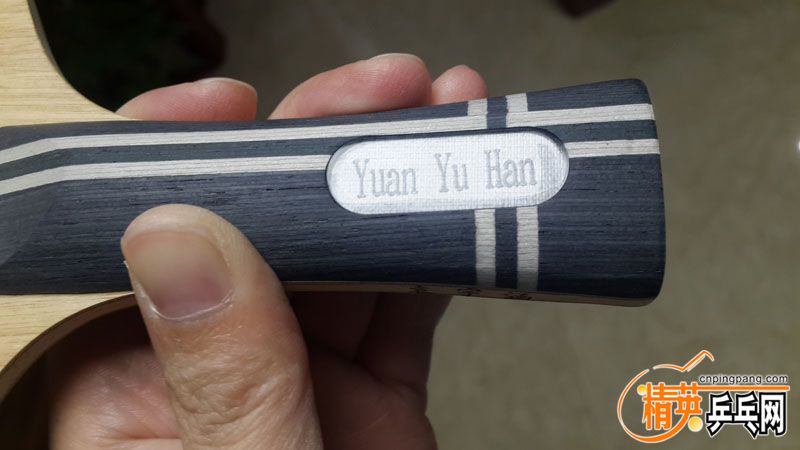 Yuan Yu Han
cnpingpang.com
精英乒乓网